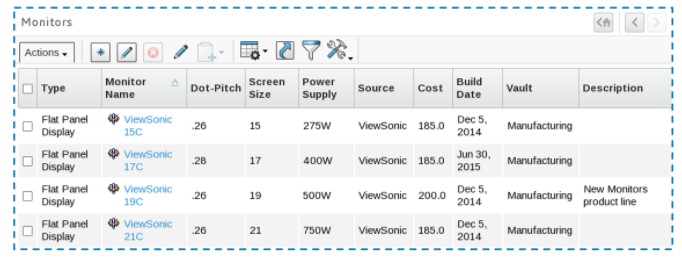 Monitors
Actions
Type Monitor Name Dot-Pitch Screen Size Power Supply Source Cost Build Date Vault Description
Flat Panel Display ViewSonic 15C .26 15 275W ViewSonic 185.0 Dec 5, 2014 Manufacturing
Flat Panel Display ViewSonic 17C .28 17 400W ViewSonic 185.0 Jun 30, 2015 Manufacturing
Flat Panel Display ViewSonic 19C .26 19 500W ViewSonic 200.0 Dec 5, 2014 Manufacturing New Monitors product line
Flat Panel Display ViewSonic 21C .26 21 750W ViewSonic 185.0 Dec 5, 2014 Manufacturing